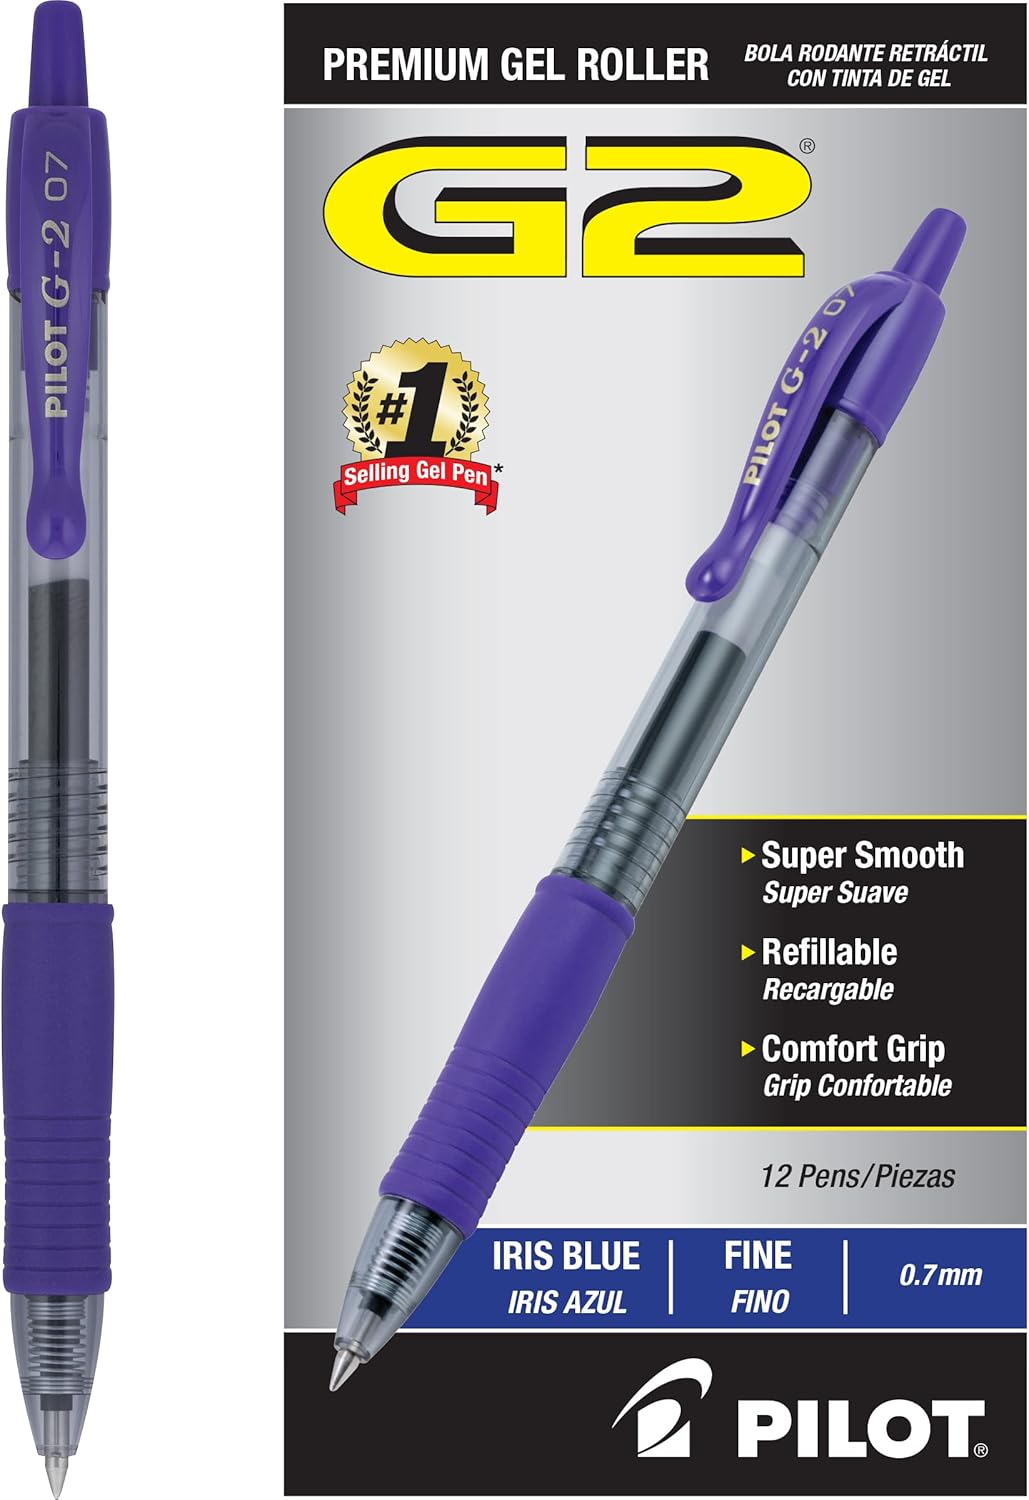 PILOT G-2 07
PREMIUM GEL ROLLER
BOLA RODANTE RETRÁCTIL
CON TINTA DE GEL
G2®
#1
Selling Gel Pen*
PILOT G-2 07
Super Smooth
Super Suave
Refillable
Recargable
Comfort Grip
Grip Confortable
12 Pens/Piezas
IRIS BLUE
IRIS AZUL
FINE
FINO
0.7mm
PILOT®